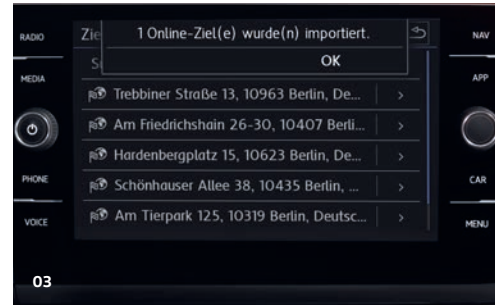 RADIO
MEDIA
PHONE
VOICE
Zie
1 Online-Ziel(e) wurde(n) importiert.
OK
Trebbiner Straße 13, 10963 Berlin, De...
Am Friedrichshain 26-30, 10407 Berli...
Hardenbergplatz 15, 10623 Berlin, De...
Schönhauser Allee 38, 10435 Berlin, ...
Am Tierpark 125, 10319 Berlin, Deutsc...
NAV
APP
CAR
MENU
03